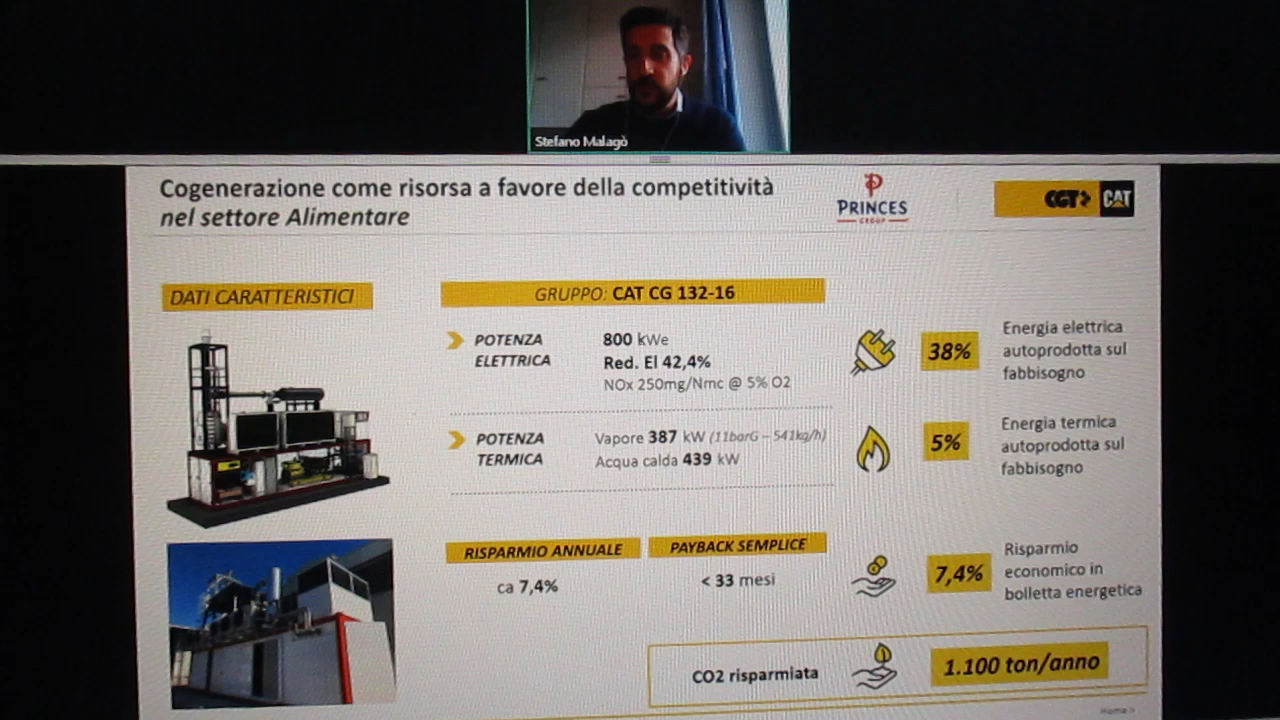 Stefano Malagò
Cogenerazione come risorsa a favore della competitività
nel settore Alimentare
PRINCES
GROUP
CGT
CAT
DATI CARATTERISTICI
GRUPPO: CAT CG 132-16
POTENZA
ELETTRICA
800 kWe
Red. El 42,4%
NOx 250mg/Nmc @ 5% O2
38%
Energia elettrica
autoprodotta sul
fabbisogno
POTENZA
TERMICA
Vapore 387 kW (11barG – 541kg/h)
Acqua calda 439 kW
5%
Energia termica
autoprodotta sul
fabbisogno
RISPARMIO ANNUALE
ca 7,4%
PAYBACK SEMPLICE
< 33 mesi
7,4%
Risparmio
economico in
bolletta energetica
CO2 risparmiata
1.100 ton/anno
Home >